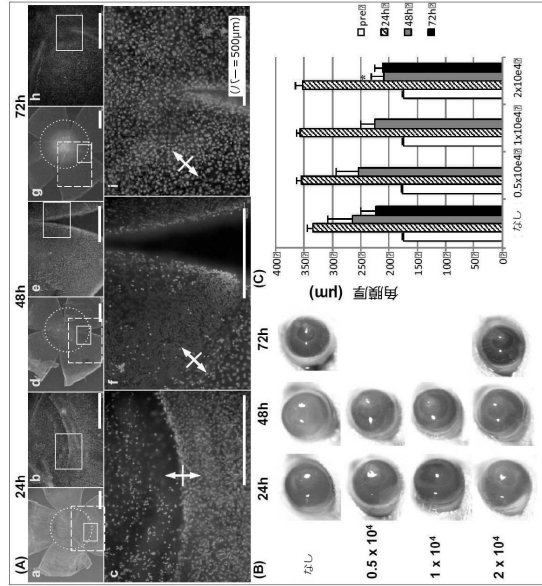 (A)
24h
48h
72h
a
b
c
d
e
f
g
h
i
(バー=500μm)
(B)
24h
48h
72h
なし
0.5 x 10⁴
1 x 10⁴
2 x 10⁴
(C)
角膜厚 (μm)
400⍰
350⍰
300⍰
250⍰
200⍰
150⍰
100⍰
50⍰
0⍰
*
なし
0.5x10e4⍰
1x10e4⍰
2x10e4⍰
pre⍰
24h⍰
48h⍰
72h⍰